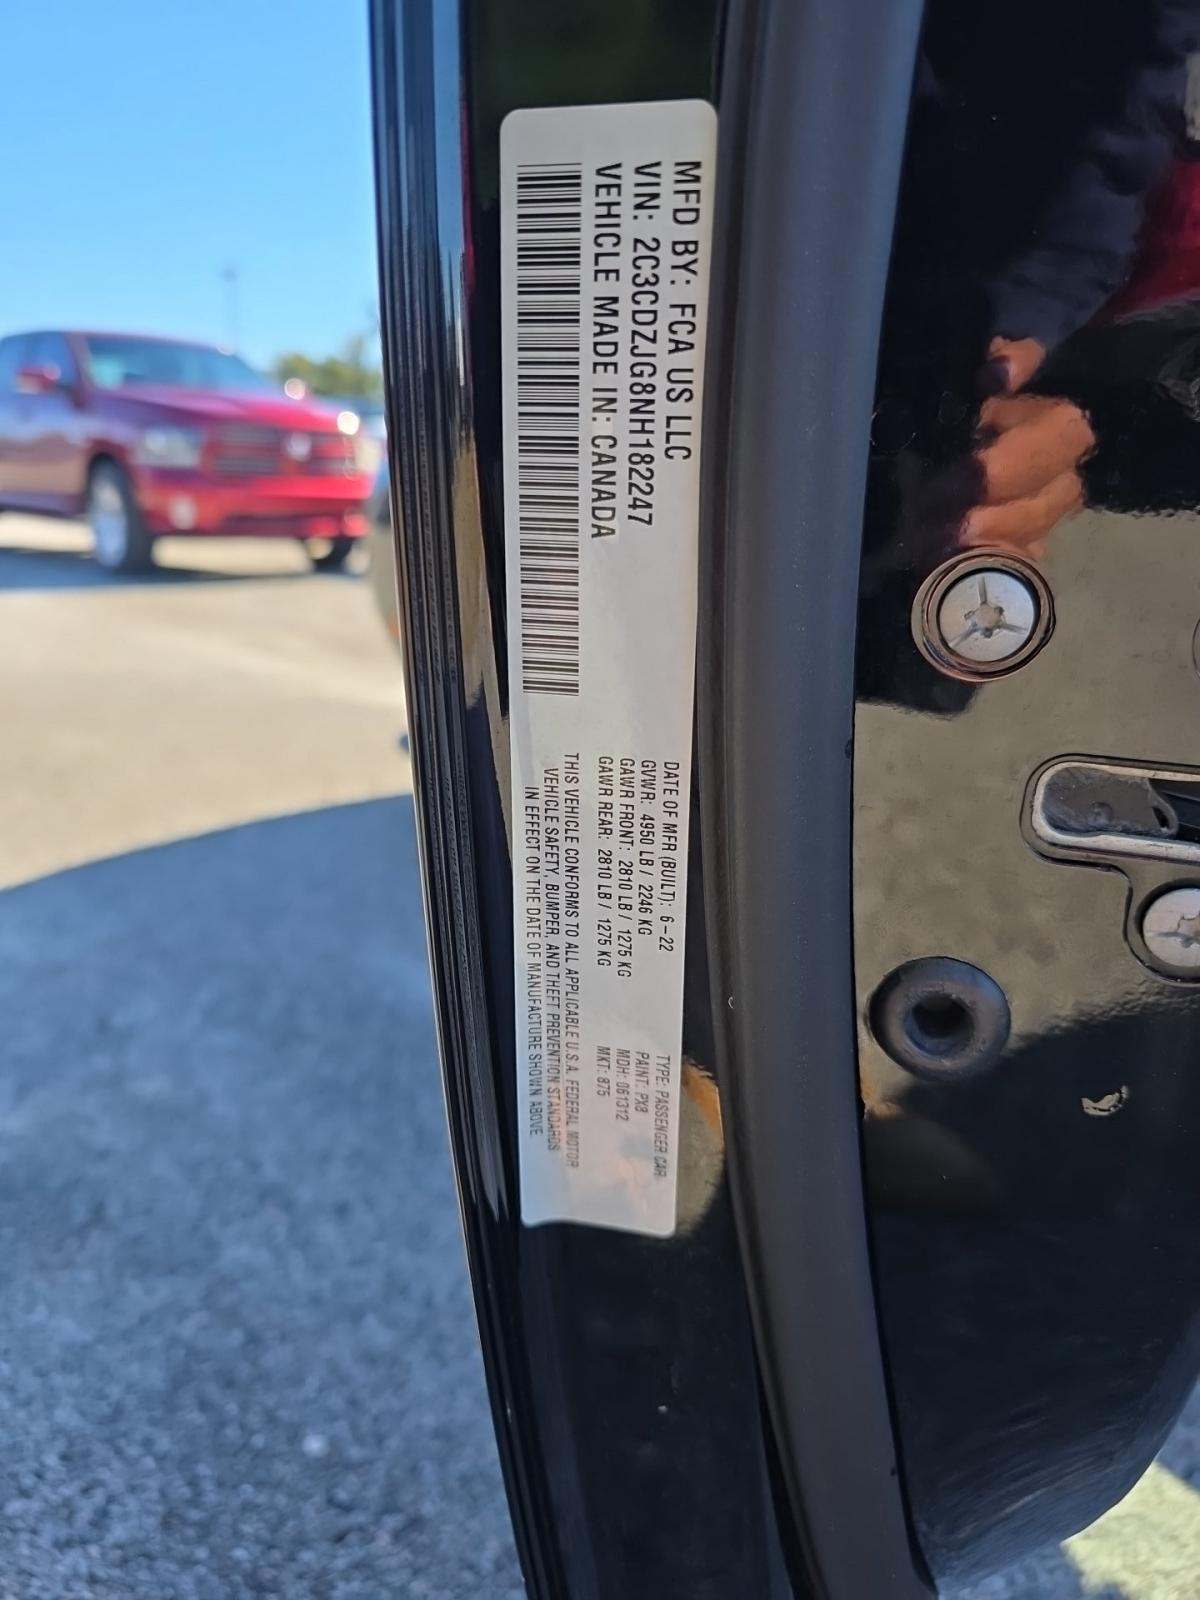 MFD BY: FCA US LLC
VIN: 2C3CDZJG8NH182247
VEHICLE MADE IN: CANADA
DATE OF MFR (BUILT): 6-22
GVWR: 4950 LB / 2246 KG
GAWR FRONT: 2810 LB / 1275 KG
GAWR REAR: 2810 LB / 1275 KG
TYPE: PASSENGER CAR
PAINT: PX8
MDH: 061312
MKT: 875
THIS VEHICLE CONFORMS TO ALL APPLICABLE U.S.A. FEDERAL MOTOR
VEHICLE SAFETY, BUMPER, AND THEFT PREVENTION STANDARDS
IN EFFECT ON THE DATE OF MANUFACTURE SHOWN ABOVE